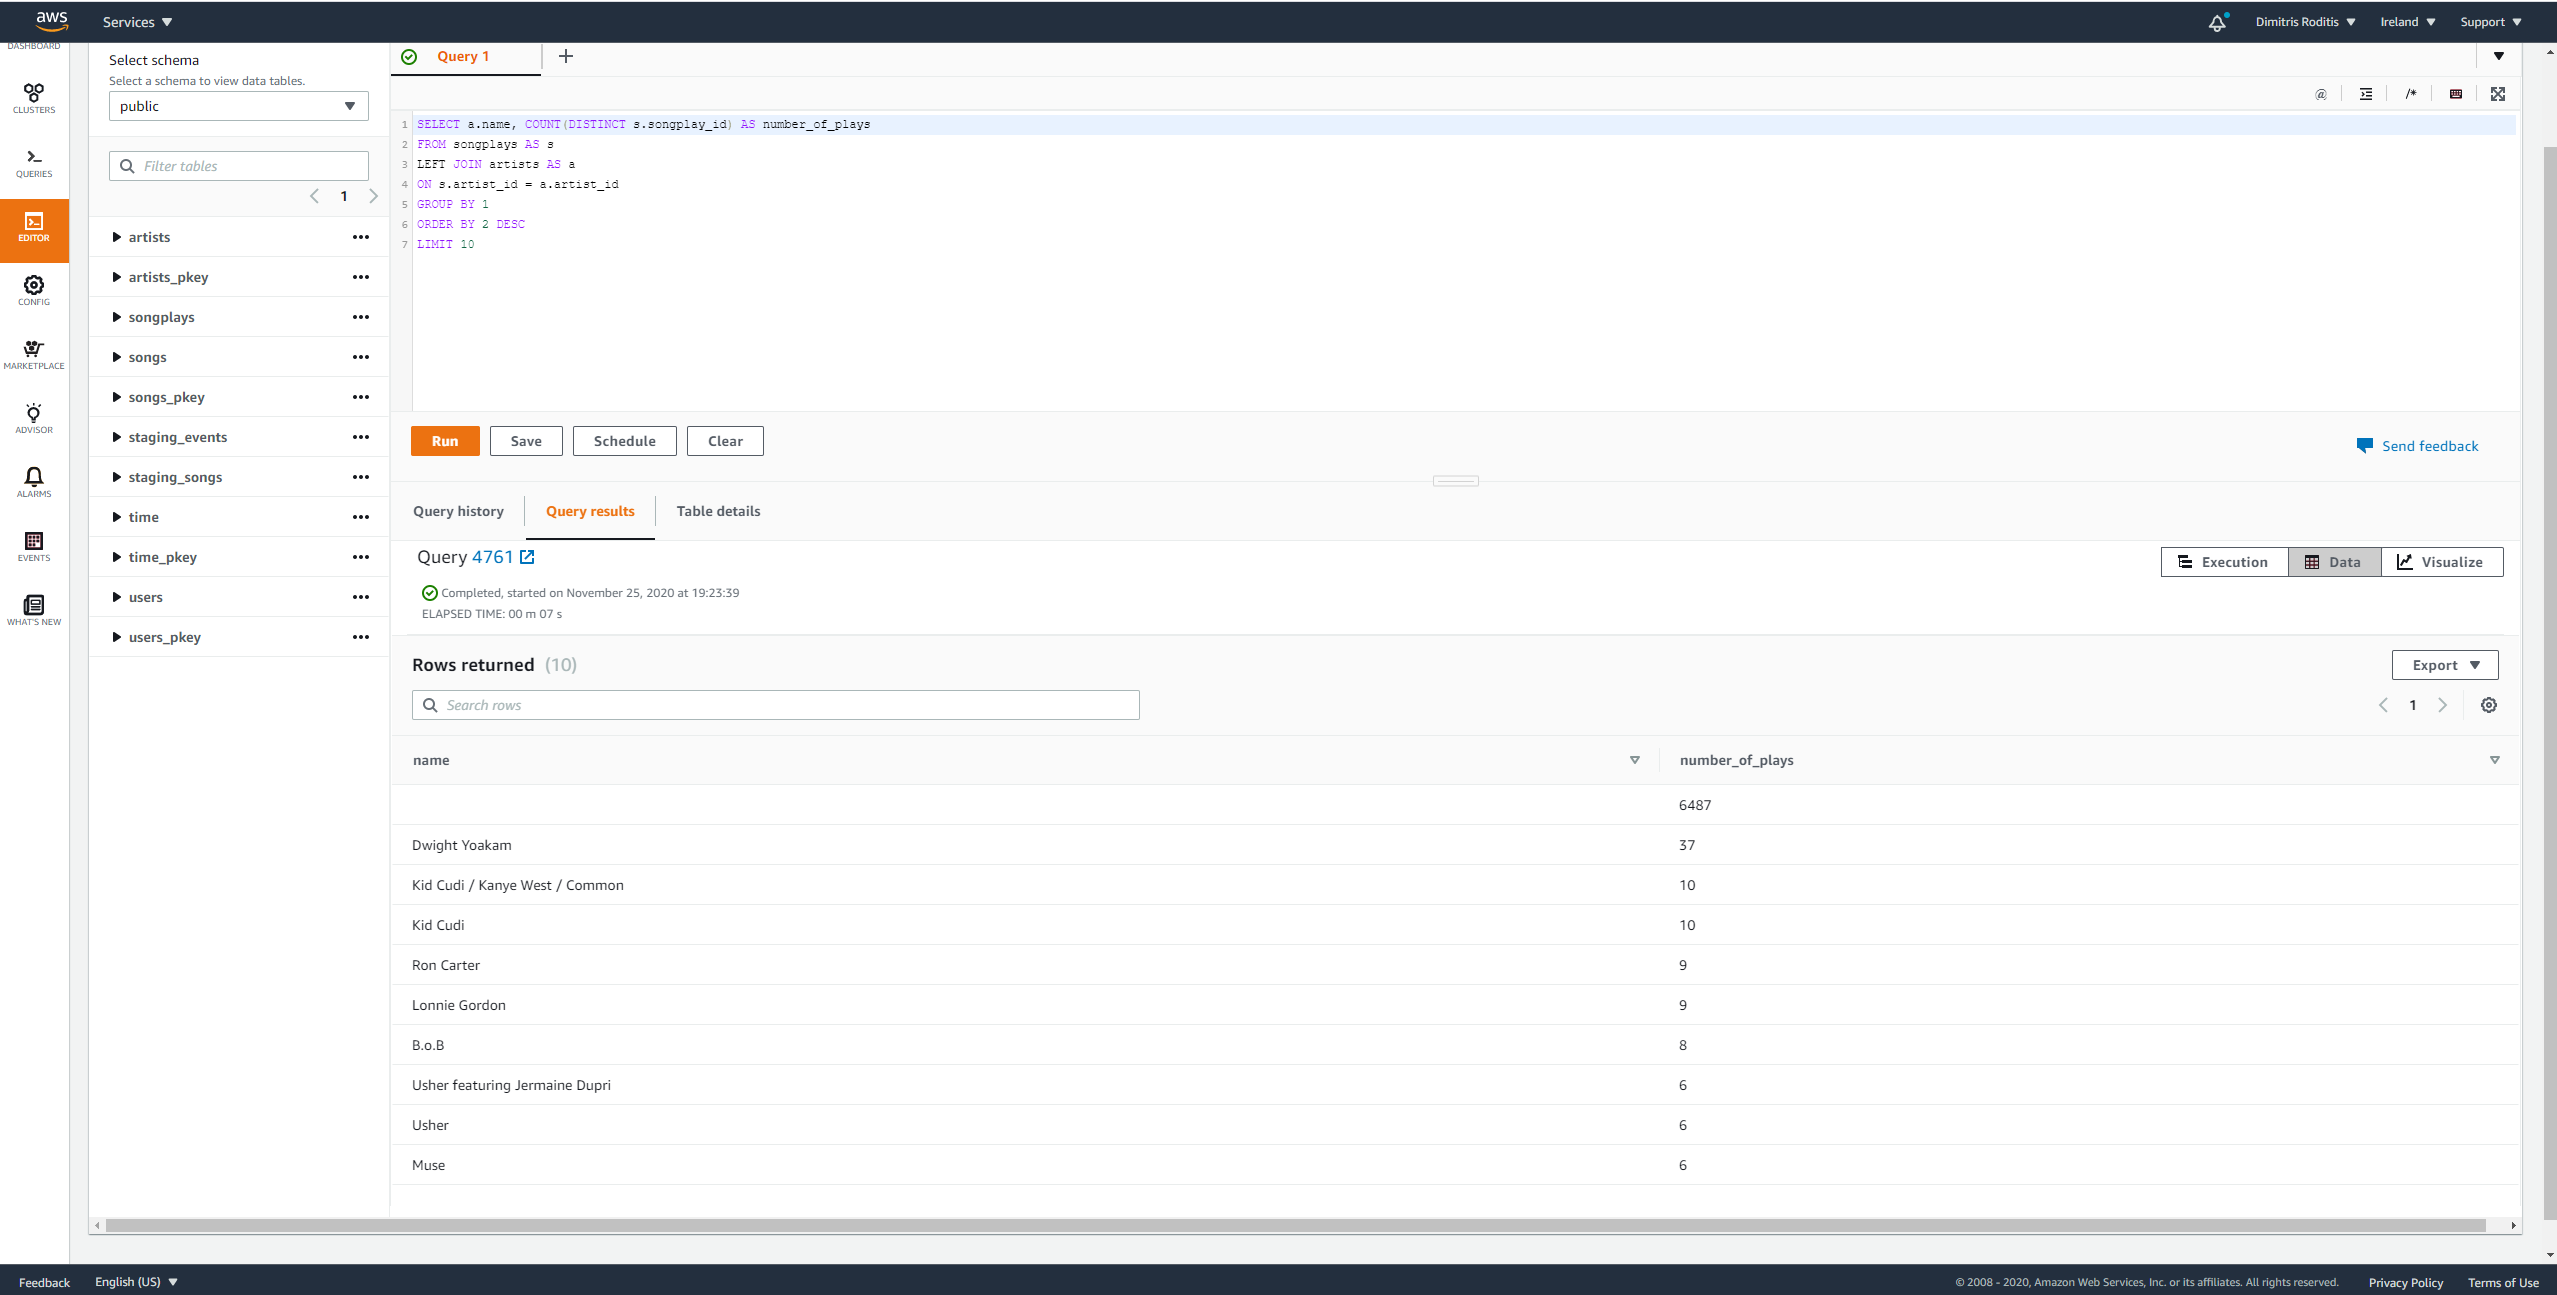 aws
Services
Dimitris Roditis
Ireland
Support
DASHBOARD
CLUSTERS
QUERIES
EDITOR
CONFIG
MARKETPLACE
ADVISOR
ALARMS
EVENTS
WHAT'S NEW
Select schema
Select a schema to view data tables.
public
Filter tables
1
artists
artists_pkey
songplays
songs
songs_pkey
staging_events
staging_songs
time
time_pkey
users
users_pkey
Query 1
@ /*
1 SELECT a.name, COUNT(DISTINCT s.songplay_id) AS number_of_plays
2 FROM songplays AS s
3 LEFT JOIN artists AS a
4 ON s.artist_id = a.artist_id
5 GROUP BY 1
6 ORDER BY 2 DESC
7 LIMIT 10
Run Save Schedule Clear
Send feedback
Query history Query results Table details
Query 4761
Execution Data Visualize
Completed, started on November 25, 2020 at 19:23:39
ELAPSED TIME: 00 m 07 s
Rows returned (10)
Export
Search rows
1
name number_of_plays
6487
Dwight Yoakam 37
Kid Cudi / Kanye West / Common 10
Kid Cudi 10
Ron Carter 9
Lonnie Gordon 9
B.o.B 8
Usher featuring Jermaine Dupri 6
Usher 6
Muse 6
Feedback English (US)
© 2008 - 2020, Amazon Web Services, Inc. or its affiliates. All rights reserved. Privacy Policy Terms of Use